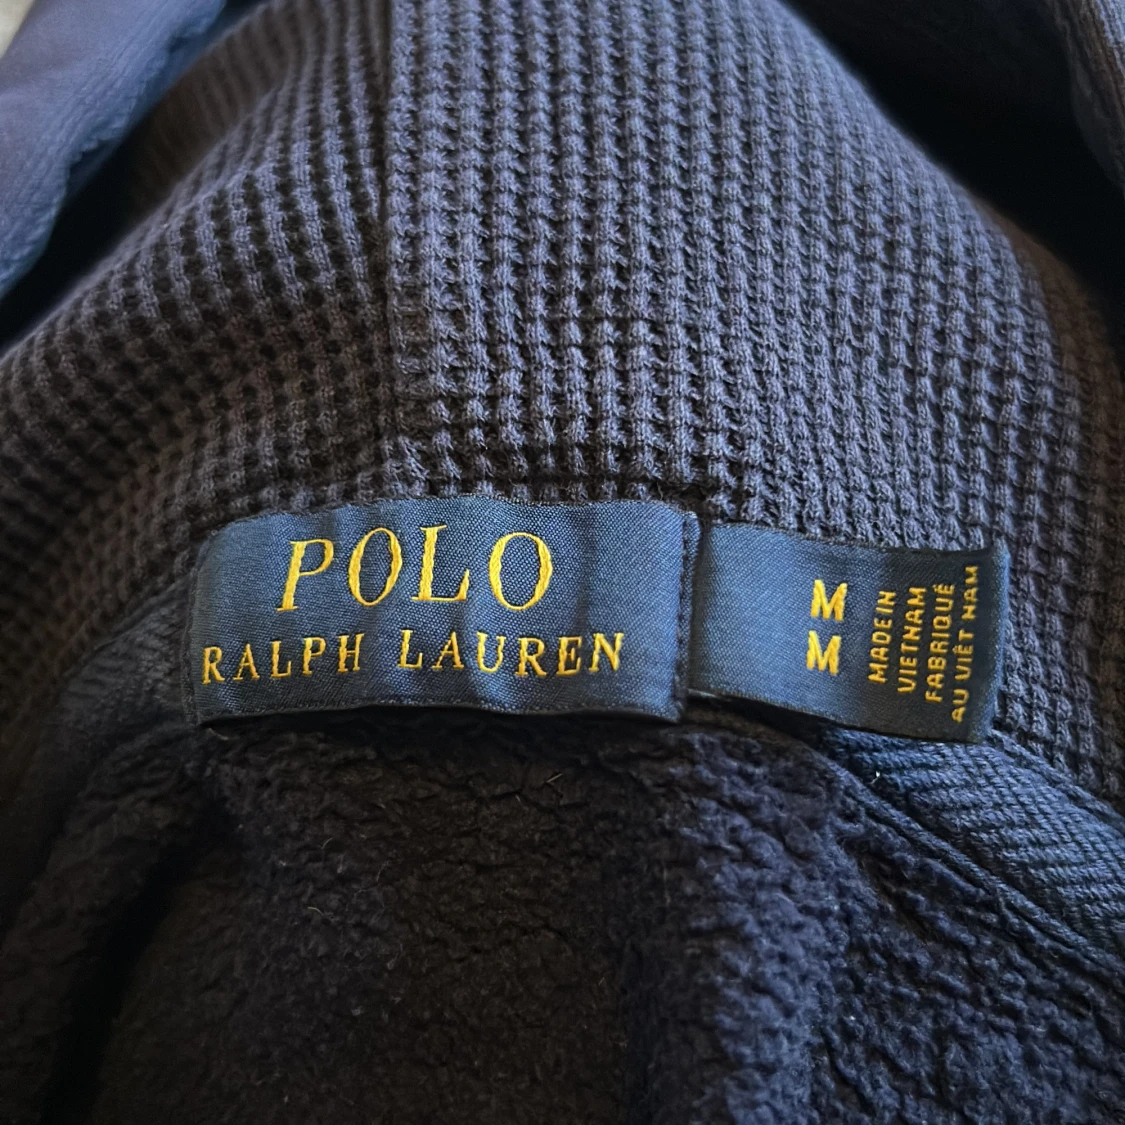 POLO
RALPH LAUREN
M
M
MADE IN
VIETNAM
FABRIQUÉ
AU VIÊT NAM